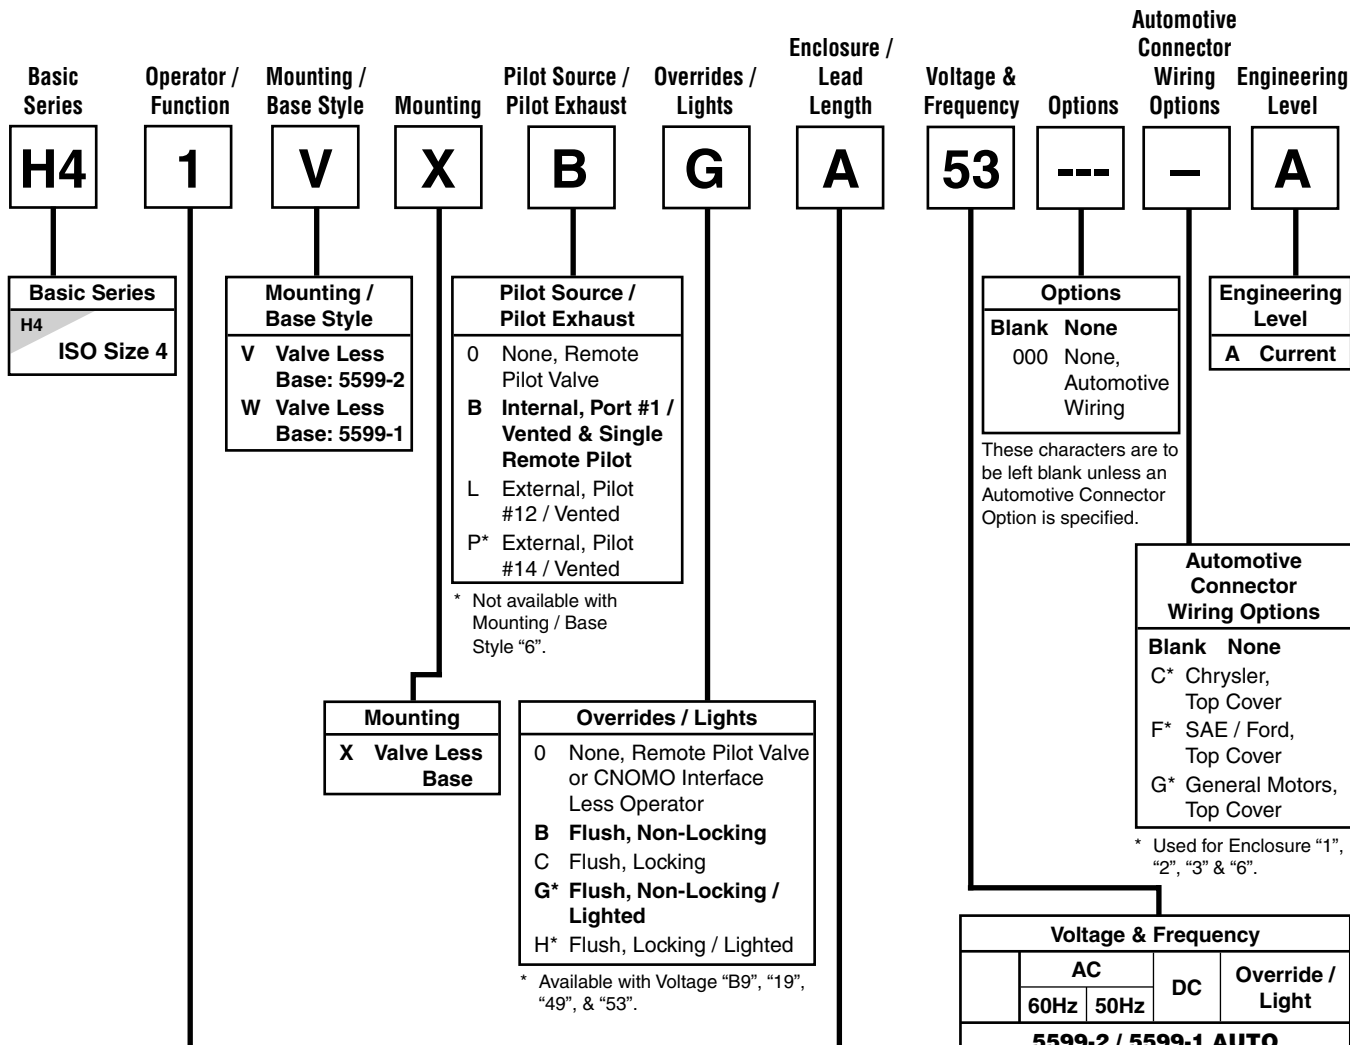 Basic
Series
Operator /
Function
Mounting /
Base Style
Mounting
Pilot Source /
Pilot Exhaust
Overrides /
Lights
Enclosure /
Lead
Length
Voltage &
Frequency
Options
Automotive
Connector
Wiring
Options
Engineering
Level
H4
1
V
X
B
G
A
53
---
–
A
Basic Series
H4
ISO Size 4
Mounting /
Base Style
V Valve Less
Base: 5599-2
W Valve Less
Base: 5599-1
Pilot Source /
Pilot Exhaust
0 None, Remote
Pilot Valve
B Internal, Port #1 /
Vented & Single
Remote Pilot
L External, Pilot
#12 / Vented
P* External, Pilot
#14 / Vented
* Not available with
Mounting / Base
Style “6”.
Options
Blank None
000 None,
Automotive
Wiring
These characters are to
be left blank unless an
Automotive Connector
Option is specified.
Engineering
Level
A Current
Automotive
Connector
Wiring Options
Blank None
C* Chrysler,
Top Cover
F* SAE / Ford,
Top Cover
G* General Motors,
Top Cover
* Used for Enclosure “1”,
“2”, “3” & “6”.
Mounting
X Valve Less
Base
Overrides / Lights
0 None, Remote Pilot Valve
or CNOMO Interface
Less Operator
B Flush, Non-Locking
C Flush, Locking
G* Flush, Non-Locking /
Lighted
H* Flush, Locking / Lighted
* Available with Voltage “B9”, “19”,
“49”, & “53”.
Voltage & Frequency
AC
60Hz 50Hz
DC
Override /
Light
5599-2 / 5599-1 AUTO